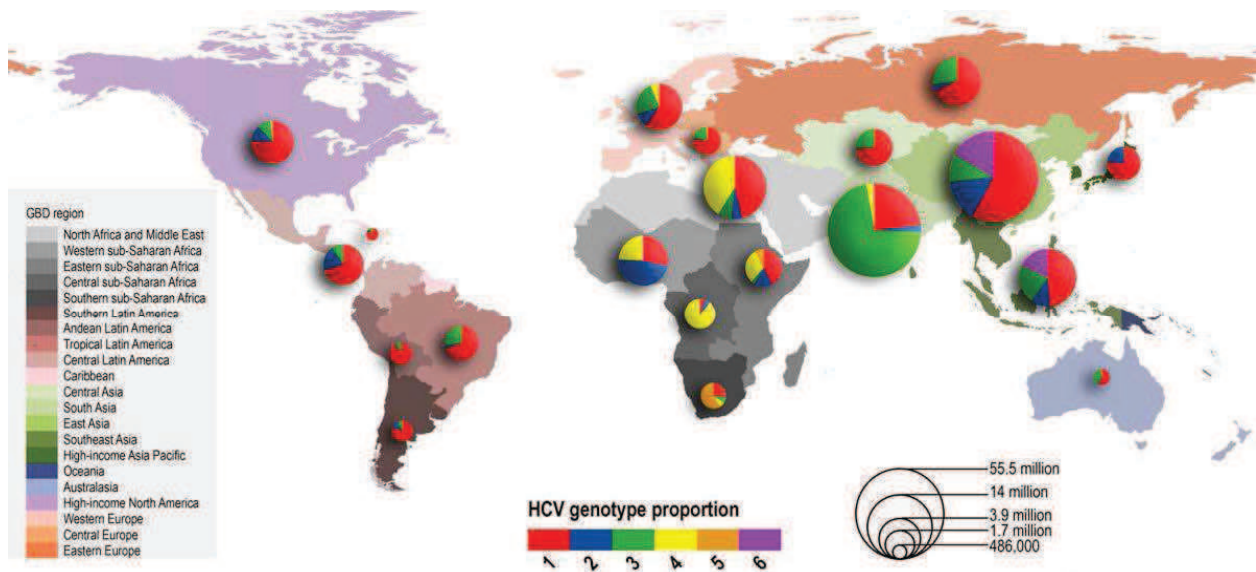 GBD region
North Africa and Middle East
Western sub-Saharan Africa
Eastern sub-Saharan Africa
Central sub-Saharan Africa
Southern sub-Saharan Africa
Southern Latin America
Andean Latin America
Tropical Latin America
Central Latin America
Caribbean
Central Asia
South Asia
East Asia
Southeast Asia
High-income Asia Pacific
Oceania
Australasia
High-income North America
Western Europe
Central Europe
Eastern Europe
HCV genotype proportion
1 2 3 4 5 6
55.5 million
14 million
3.9 million
1.7 million
486,000